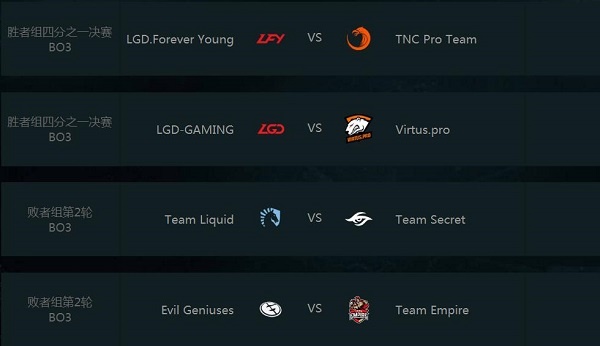 胜者组四分之一决赛
BO3
LGD.Forever Young LFY VS TNC Pro Team
胜者组四分之一决赛
BO3
LGD-GAMING LGD VS VIRTUS.PRO Virtus.pro
败者组第2轮
BO3
Team Liquid VS Team Secret
败者组第2轮
BO3
Evil Geniuses VS EMPIRE Team Empire